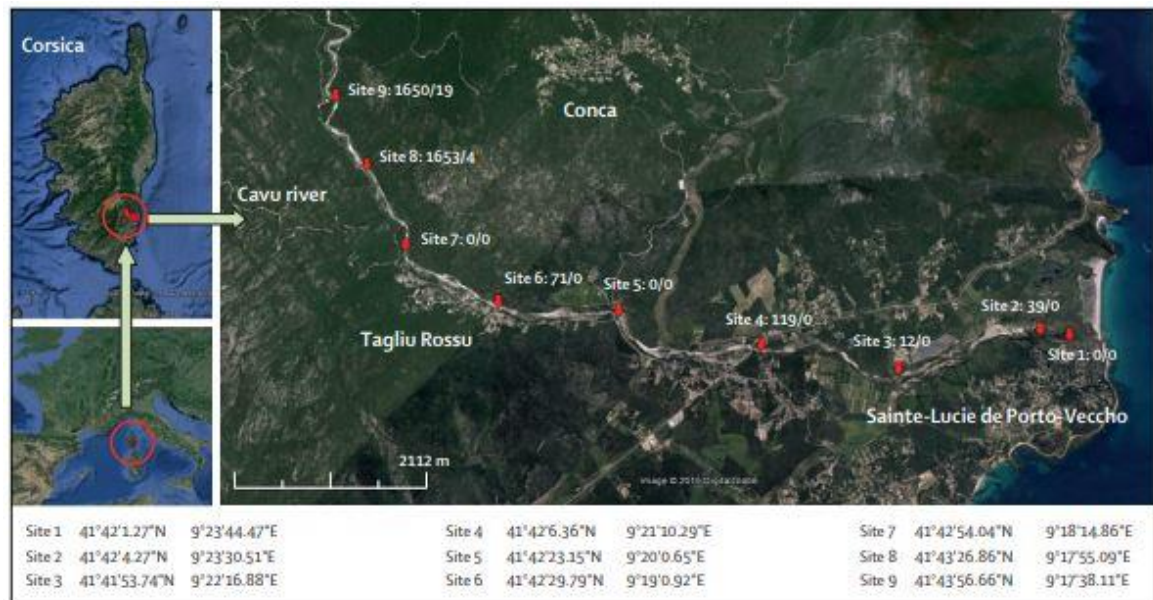 Corsica
Site 9: 1650/19
Conca
Site 8: 1653/4
Cavu river
Site 7: 0/0
Site 6: 71/0
Site 5: 0/0
Site 2: 39/0
Site 4: 119/0
Tagliu Rossu
Site 3: 12/0
Site 1: 0/0
Sainte-Lucie de Porto-Veccho
2112 m
Image © 2015 DigitalGlobe
Site 1 41°42'1.27"N 9°23'44.47"E
Site 2 41°42'4.27"N 9°23'30.51"E
Site 3 41°41'53.74"N 9°22'16.88"E
Site 4 41°42'6.36"N 9°21'10.29"E
Site 5 41°42'23.15"N 9°20'0.65"E
Site 6 41°42'29.79"N 9°19'0.92"E
Site 7 41°42'54.04"N 9°18'14.86"E
Site 8 41°43'26.86"N 9°17'55.09"E
Site 9 41°43'56.66"N 9°17'38.11"E